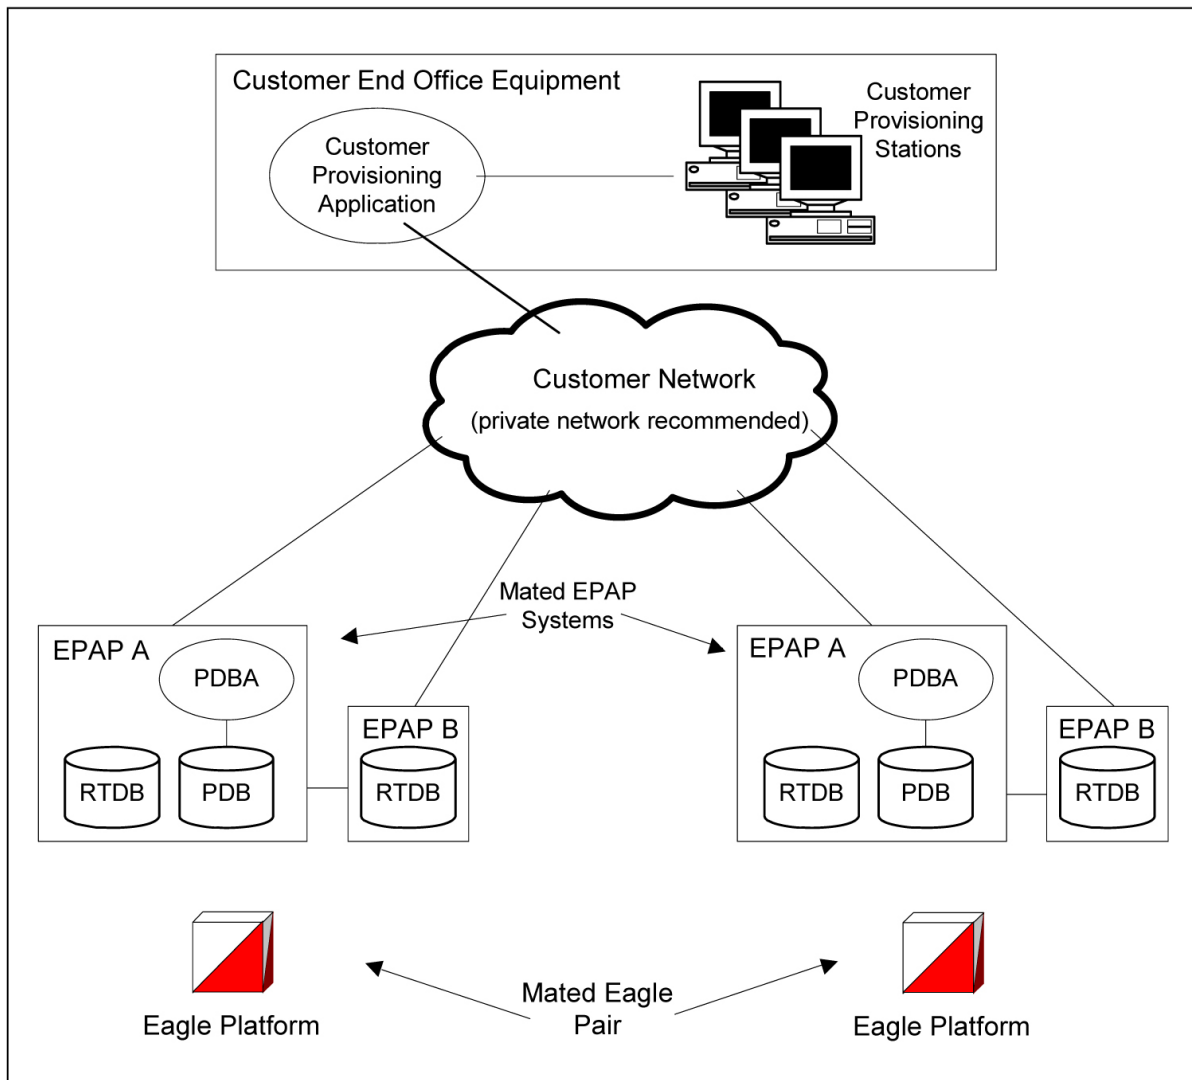 Customer End Office Equipment
Customer
Provisioning
Application
Customer
Provisioning
Stations
Customer Network
(private network recommended)
Mated EPAP
Systems
EPAP A
PDBA
RTDB
PDB
EPAP B
RTDB
EPAP A
PDBA
RTDB
PDB
EPAP B
RTDB
Eagle Platform
Mated Eagle
Pair
Eagle Platform